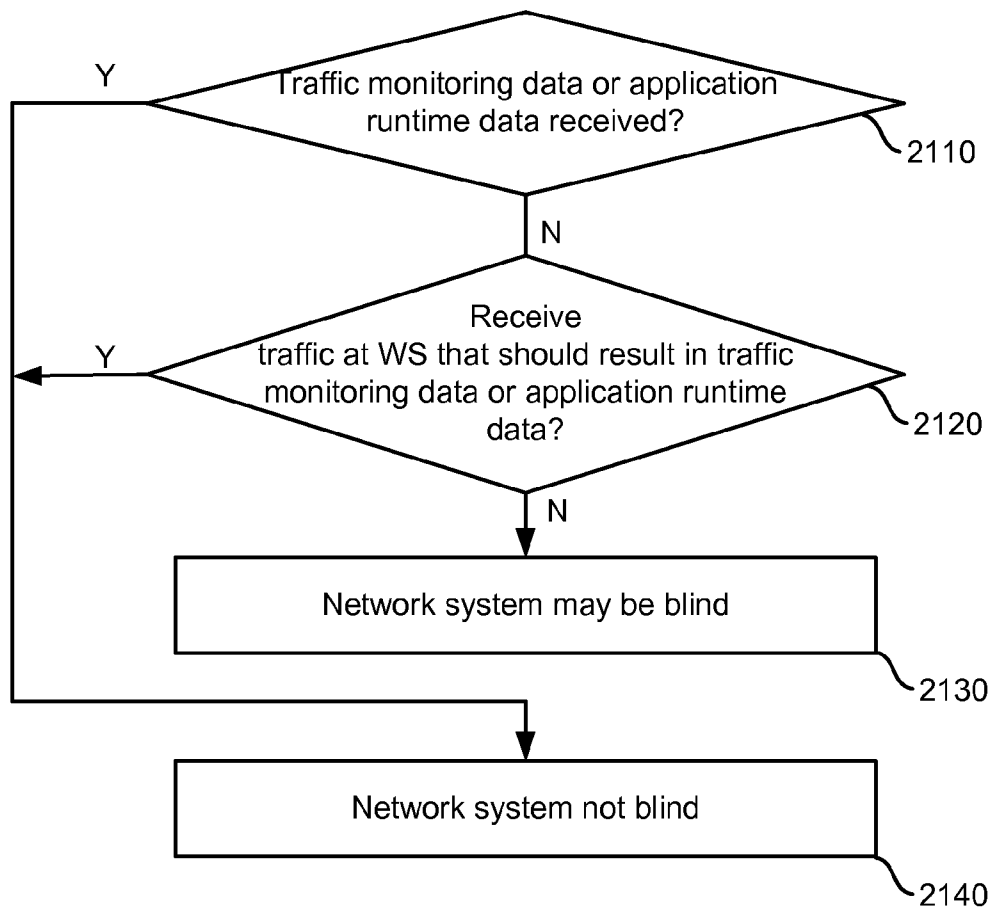 Y
Traffic monitoring data or application
runtime data received?
2110
N
Receive
traffic at WS that should result in traffic
monitoring data or application runtime
data?
Y
2120
N
Network system may be blind
2130
Network system not blind
2140